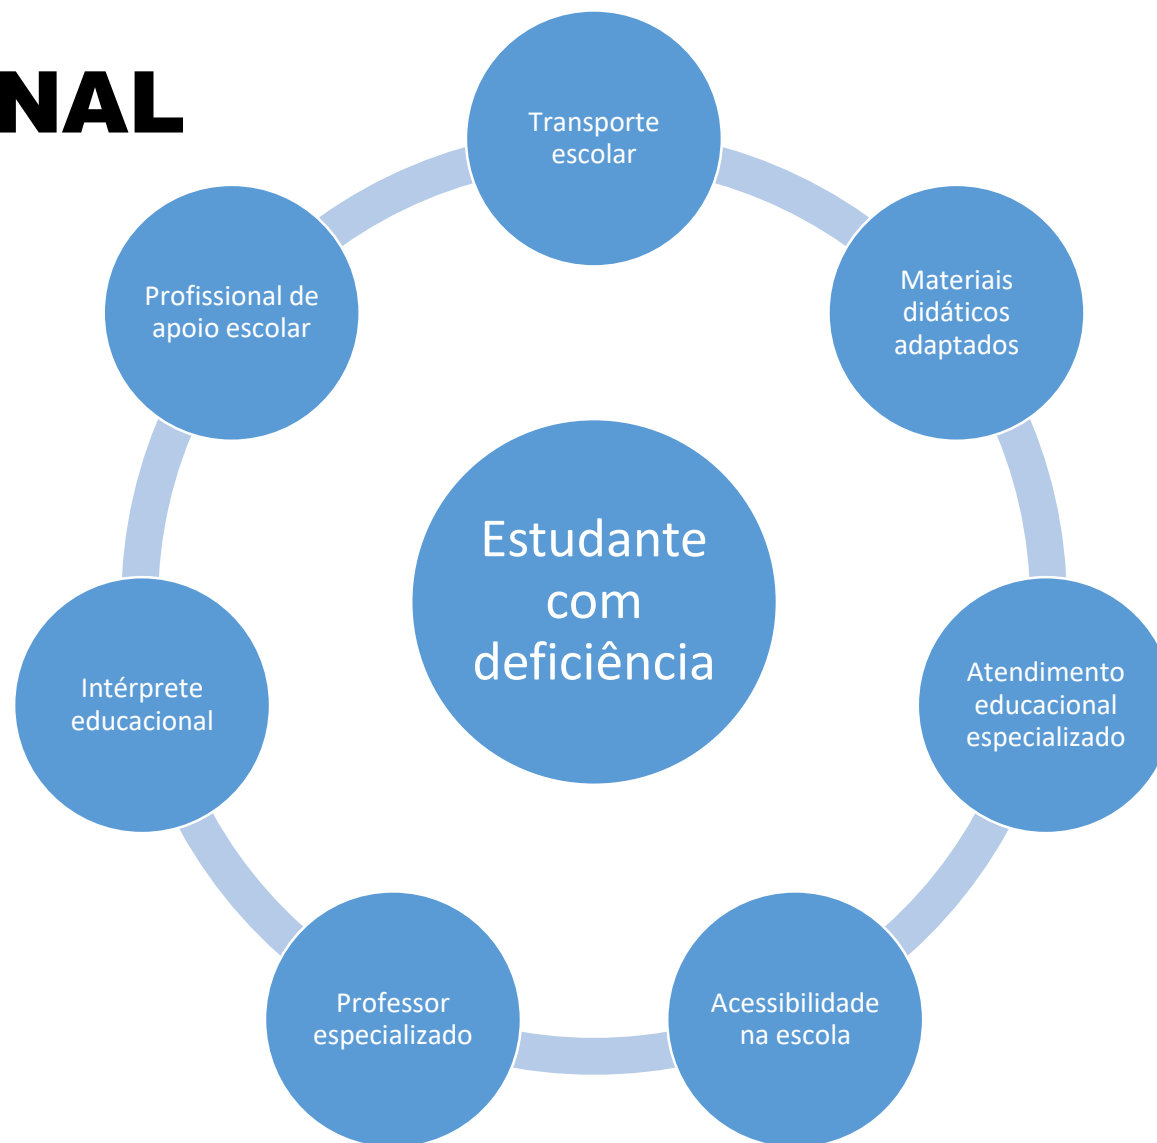 NAL
Transporte
escolar
Materiais
didáticos
adaptados
Atendimento
educacional
especializado
Acessibilidade
na escola
Professor
especializado
Intérprete
educacional
Profissional de
apoio escolar
Estudante
com
deficiência